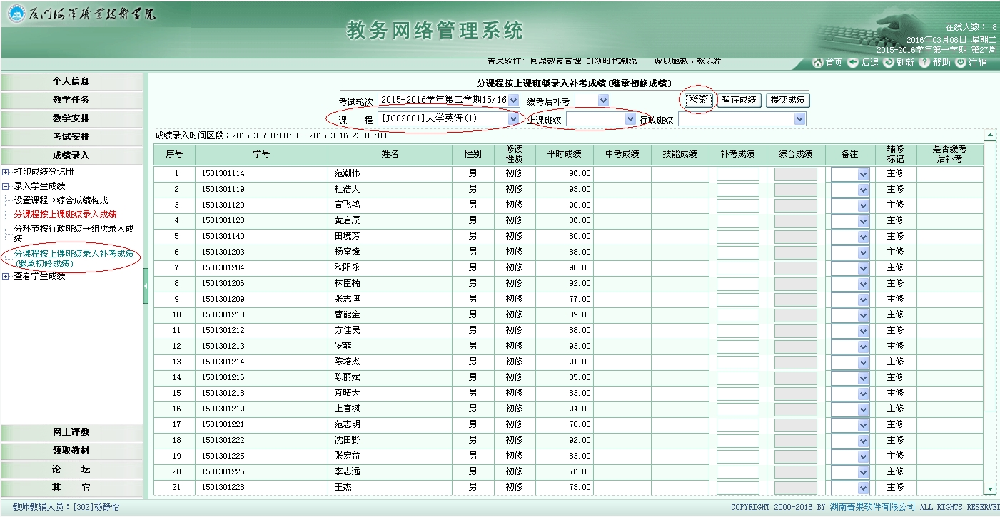 厦门海洋职业技术学院
教务网络管理系统
在线人数: 8
2016年03月08日 星期二
2015-2016学年第一学期 第27周
青果软件: 问鼎教育管理 引领时代潮流 诚以施教,毅以准
首页 后退 刷新 帮助 注销
个人信息
教学任务
教学安排
考试安排
成绩录入
打印成绩登记册
录入学生成绩
设置课程→综合成绩构成
分课程按上课班级录入成绩
分环节按行政班级→组次录入成
绩
分课程按上课班级录入补考成绩
(继承初修成绩)
查看学生成绩
网上评教
领取教材
论 坛
其 它
分课程按上课班级录入补考成绩(继承初修成绩)
考试轮次 2015-2016学年第二学期15/16 缓考后补考 检索 暂存成绩 提交成绩
课 程 [JC02001]大学英语(1) 上课班级 行政班级
成绩录入时间区段:2016-3-7 0:00:00--2016-3-16 23:00:00
序号 学号 姓名 性别 修读性质 平时成绩 中考成绩 技能成绩 补考成绩 综合成绩 备注 辅修标记 是否缓考后补考
1 1501301114 范潮伟 男 初修 96.00 主修
2 1501301119 杜浩天 男 初修 93.00 主修
3 1501301120 宣飞鸿 男 初修 90.00 主修
4 1501301128 黄启辰 男 初修 86.00 主修
5 1501301140 田境芳 男 初修 80.00 主修
6 1501301203 杨富锋 男 初修 88.00 主修
7 1501301204 欧阳乐 男 初修 90.00 主修
8 1501301206 林臣楠 男 初修 92.00 主修
9 1501301209 张志博 男 初修 77.00 主修
10 1501301210 曹能金 男 初修 89.00 主修
11 1501301212 方佳民 男 初修 88.00 主修
12 1501301213 罗菲 男 初修 93.00 主修
13 1501301214 陈培杰 男 初修 91.00 主修
14 1501301216 陈丽斌 男 初修 85.00 主修
15 1501301218 袁晴天 男 初修 83.00 主修
16 1501301219 上官枫 男 初修 94.00 主修
17 1501301221 范志明 男 初修 78.00 主修
18 1501301222 沈田野 男 初修 92.00 主修
19 1501301225 张宏益 男 初修 83.00 主修
20 1501301226 李志远 男 初修 76.00 主修
21 1501301228 王杰 男 初修 73.00 主修
教师教辅人员:[302]杨静怡
COPYRIGHT 2000-2016 BY 湖南青果软件有限公司 ALL RIGHTS RESERVED